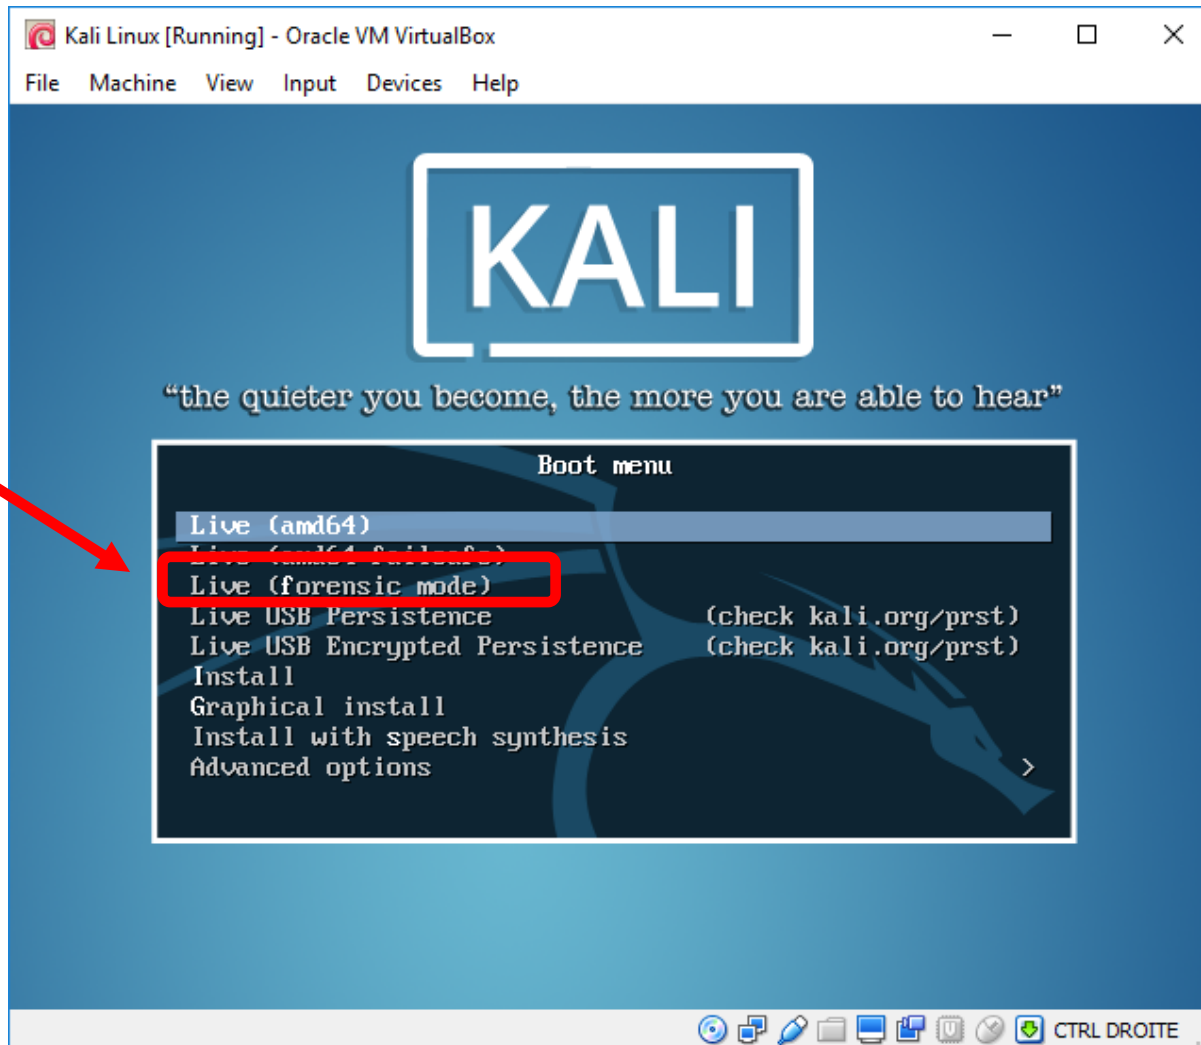 Kali Linux [Running] - Oracle VM VirtualBox
File Machine View Input Devices Help
KALI
“the quieter you become, the more you are able to hear”
Boot menu
Live (amd64)
Live (amd64 failsafe)
Live (forensic mode)
Live USB Persistence (check kali.org/prst)
Live USB Encrypted Persistence (check kali.org/prst)
Install
Graphical install
Install with speech synthesis
Advanced options >
CTRL DROITE